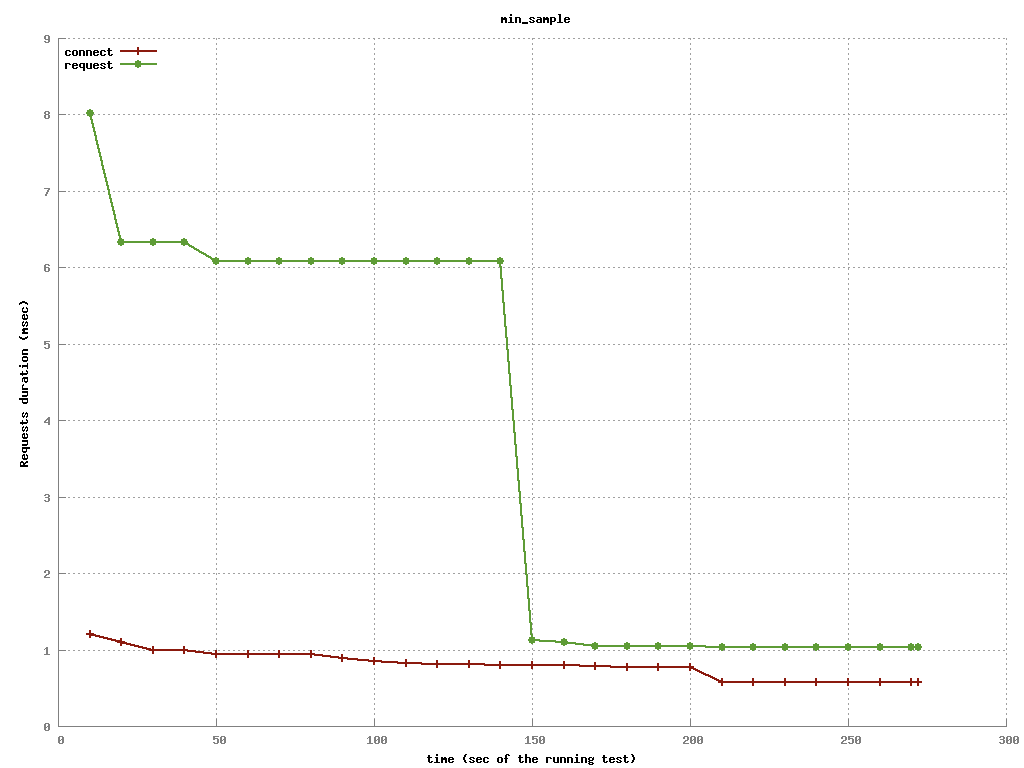 min_sample
connect
request
9
8
7
6
5
4
3
2
1
0
Requests duration (msec)
0 50 100 150 200 250 300
time (sec of the running test)